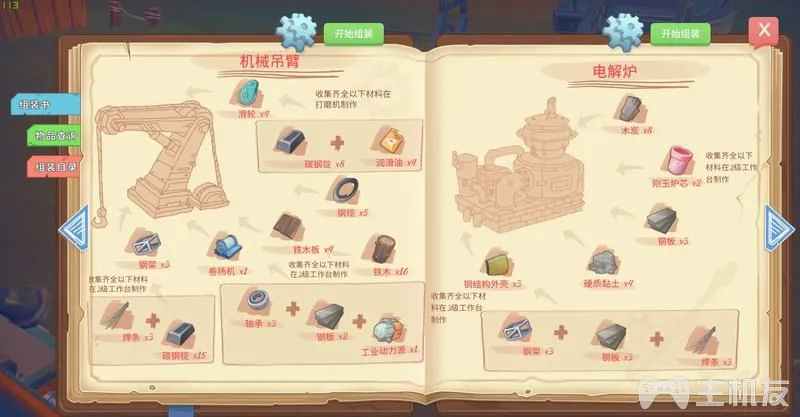 113
开始组装
开始组装
X
组装书
物品查询
组装目录
机械吊臂
滑轮 x4
收集齐全以下材料在
打磨机制作
碳钢锭 x8
润滑油 x4
钢缆 x5
铁木板 x4
铁木 x16
钢架 x3
卷扬机 x1
收集齐全以下材料
在3级工作台制作
收集齐全以下材料
在3级工作台制作
焊条 x3
碳钢锭 x15
轴承 x3
钢板 x2
工业动力源 x1
电解炉
木炭 x8
刚玉炉芯 x2
收集齐全以下
材料在2级工作
台制作
钢板 x3
钢结构外壳 x3
硬质黏土 x4
收集齐全以下材
料在3级工作台
制作
钢架 x3
钢板 x3
焊条 x3
主机友